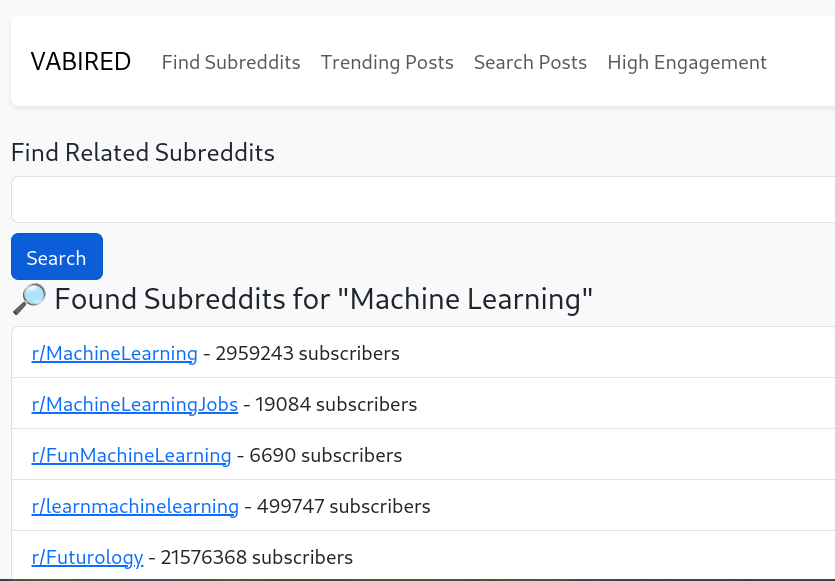 VABIRED Find Subreddits Trending Posts Search Posts High Engagement
Find Related Subreddits
Search
🔎 Found Subreddits for "Machine Learning"
r/MachineLearning - 2959243 subscribers
r/MachineLearningJobs - 19084 subscribers
r/FunMachineLearning - 6690 subscribers
r/learnmachinelearning - 499747 subscribers
r/Futurology - 21576368 subscribers